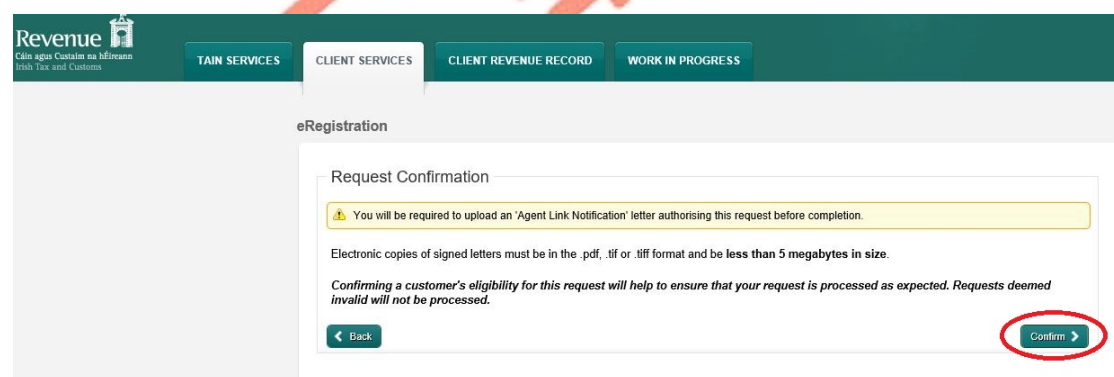 Revenue
Cáin agus Custaim na hÉireann
Irish Tax and Customs
TAIN SERVICES
CLIENT SERVICES
CLIENT REVENUE RECORD
WORK IN PROGRESS
eRegistration
Request Confirmation
You will be required to upload an 'Agent Link Notification' letter authorising this request before completion.
Electronic copies of signed letters must be in the .pdf, .tif or .tiff format and be less than 5 megabytes in size.
Confirming a customer's eligibility for this request will help to ensure that your request is processed as expected. Requests deemed
invalid will not be processed.
Back
Confirm